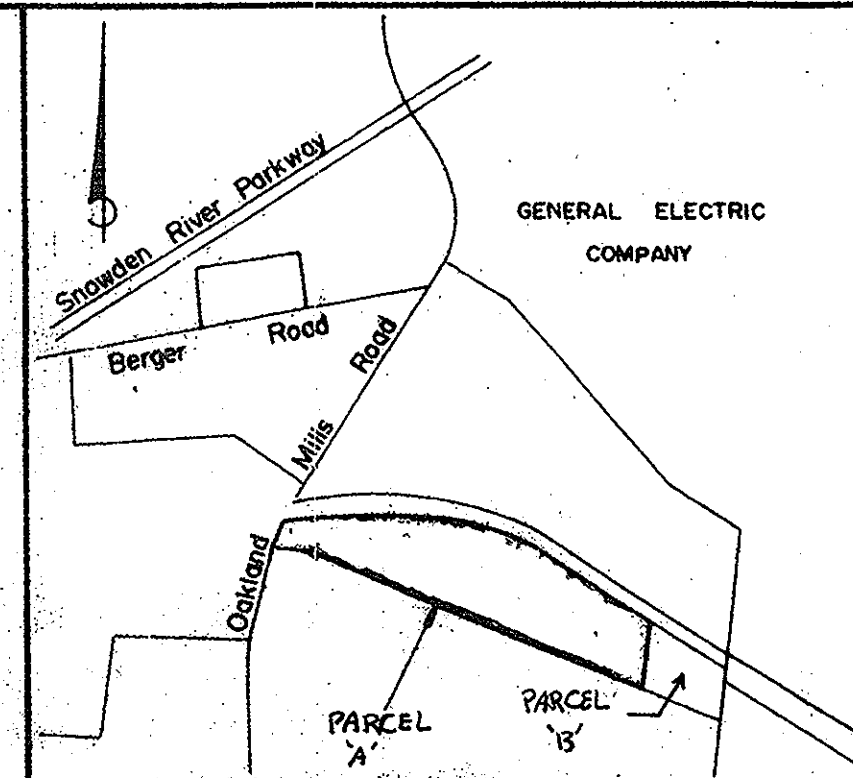 Snowden River Parkway
GENERAL ELECTRIC
COMPANY
Berger Road
Oakland Mills Road
PARCEL
'A'
PARCEL
'B'